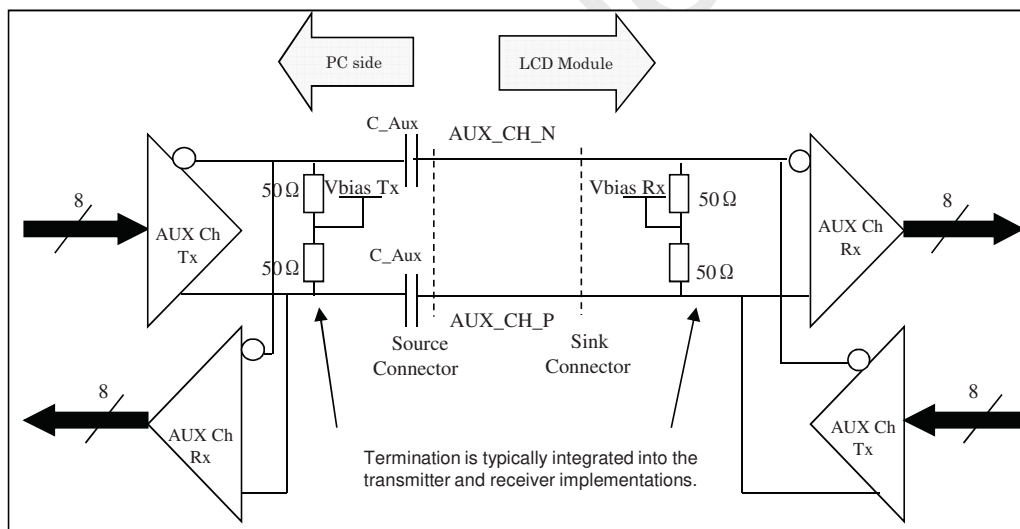 PC side
LCD Module
C_Aux
AUX_CH_N
50Ω
Vbias Tx
Vbias Rx
50Ω
8
AUX Ch
Tx
AUX Ch
Rx
8
50Ω
C_Aux
50Ω
AUX_CH_P
Source
Connector
Sink
Connector
8
AUX Ch
Rx
AUX Ch
Tx
8
Termination is typically integrated into the
transmitter and receiver implementations.